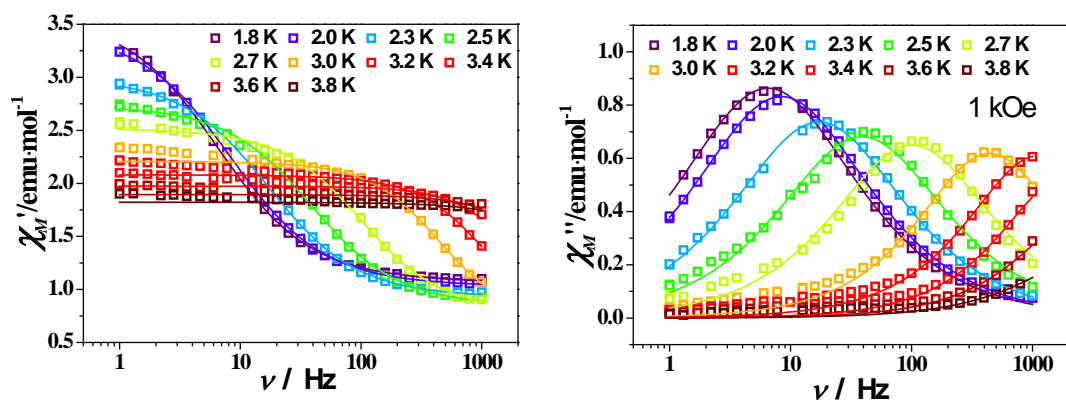 3.5
3.0
2.5
2.0
1.5
1.0
0.5
χM'/emu·mol-1
1.8 K 2.0 K 2.3 K 2.5 K
2.7 K 3.0 K 3.2 K 3.4 K
3.6 K 3.8 K
1 10 100 1000
ν / Hz
1.0
0.8
0.6
0.4
0.2
0.0
χM''/emu·mol-1
1.8 K 2.0 K 2.3 K 2.5 K 2.7 K
3.0 K 3.2 K 3.4 K 3.6 K 3.8 K
1 kOe
1 10 100 1000
ν / Hz